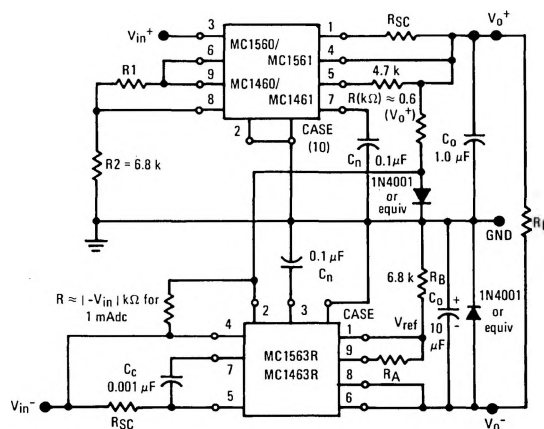 Vin+
3
MC1560/
MC1561
MC1460/
MC1461
1
RSC
Vo+
6
4
R1
9
5
4.7 k
8
7
R(kΩ) ≈ 0.6
(Vo+)
2
CASE
(10)
R2 = 6.8 k
Cn
0.1 µF
Co
1.0 µF
1N4001
or
equiv
GND
0.1 µF
Cn
R ≈ |-Vin| kΩ for
1 mAdc
6.8 k
RB
Co
+
10
-
µF
1N4001
or
equiv
2
3
CASE
4
1
Vref
MC1563R
MC1463R
7
9
RA
Cc
0.001 µF
8
5
6
Vin-
RSC
Vo-